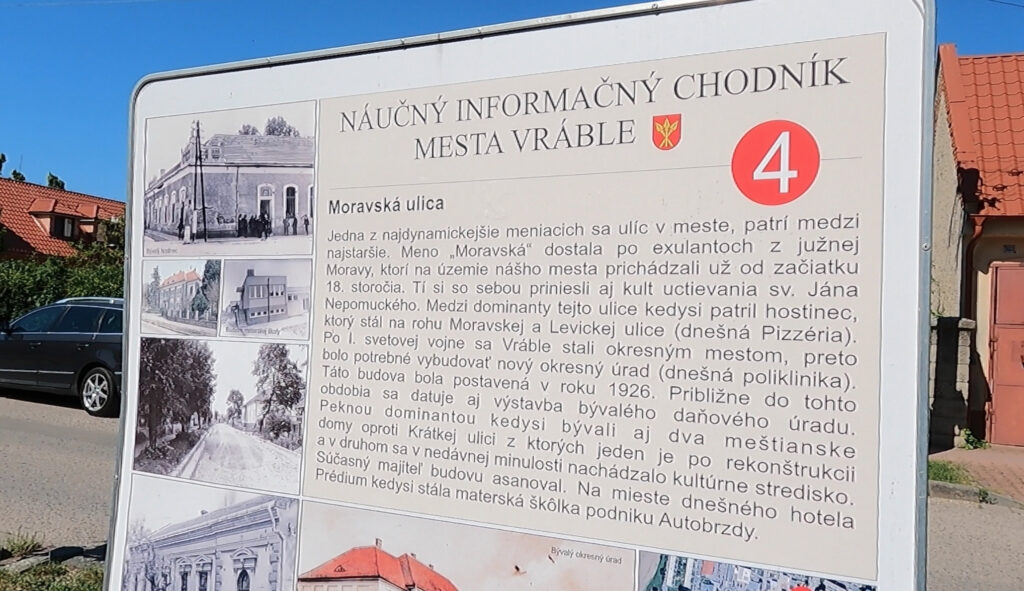 NÁUČNÝ INFORMAČNÝ CHODNÍK
MESTA VRÁBLE
4
Moravská ulica
Jedna z najdynamickejšie meniacich sa ulíc v meste, patrí medzi
najstaršie. Meno „Moravská“ dostala po exulantoch z južnej
Moravy, ktorí na územie nášho mesta prichádzali už od začiatku
18. storočia. Tí si so sebou priniesli aj kult uctievania sv. Jána
Nepomuckého. Medzi dominanty tejto ulice kedysi patril hostinec,
ktorý stál na rohu Moravskej a Levickej ulice (dnešná Pizzéria).
Po I. svetovej vojne sa Vráble stali okresným mestom, preto
bolo potrebné vybudovať nový okresný úrad (dnešná poliklinika).
Táto budova bola postavená v roku 1926. Približne do tohto
obdobia sa datuje aj výstavba bývalého daňového úradu.
Peknou dominantou kedysi bývali aj dva meštianske
domy oproti Krátkej ulici z ktorých jeden je po rekonštrukcii
a v druhom sa v nedávnej minulosti nachádzalo kultúrne stredisko.
Súčasný majiteľ budovu asanoval. Na mieste dnešného hotela
Prédium kedysi stála materská škôlka podniku Autobrzdy.
Bývalý okresný úrad